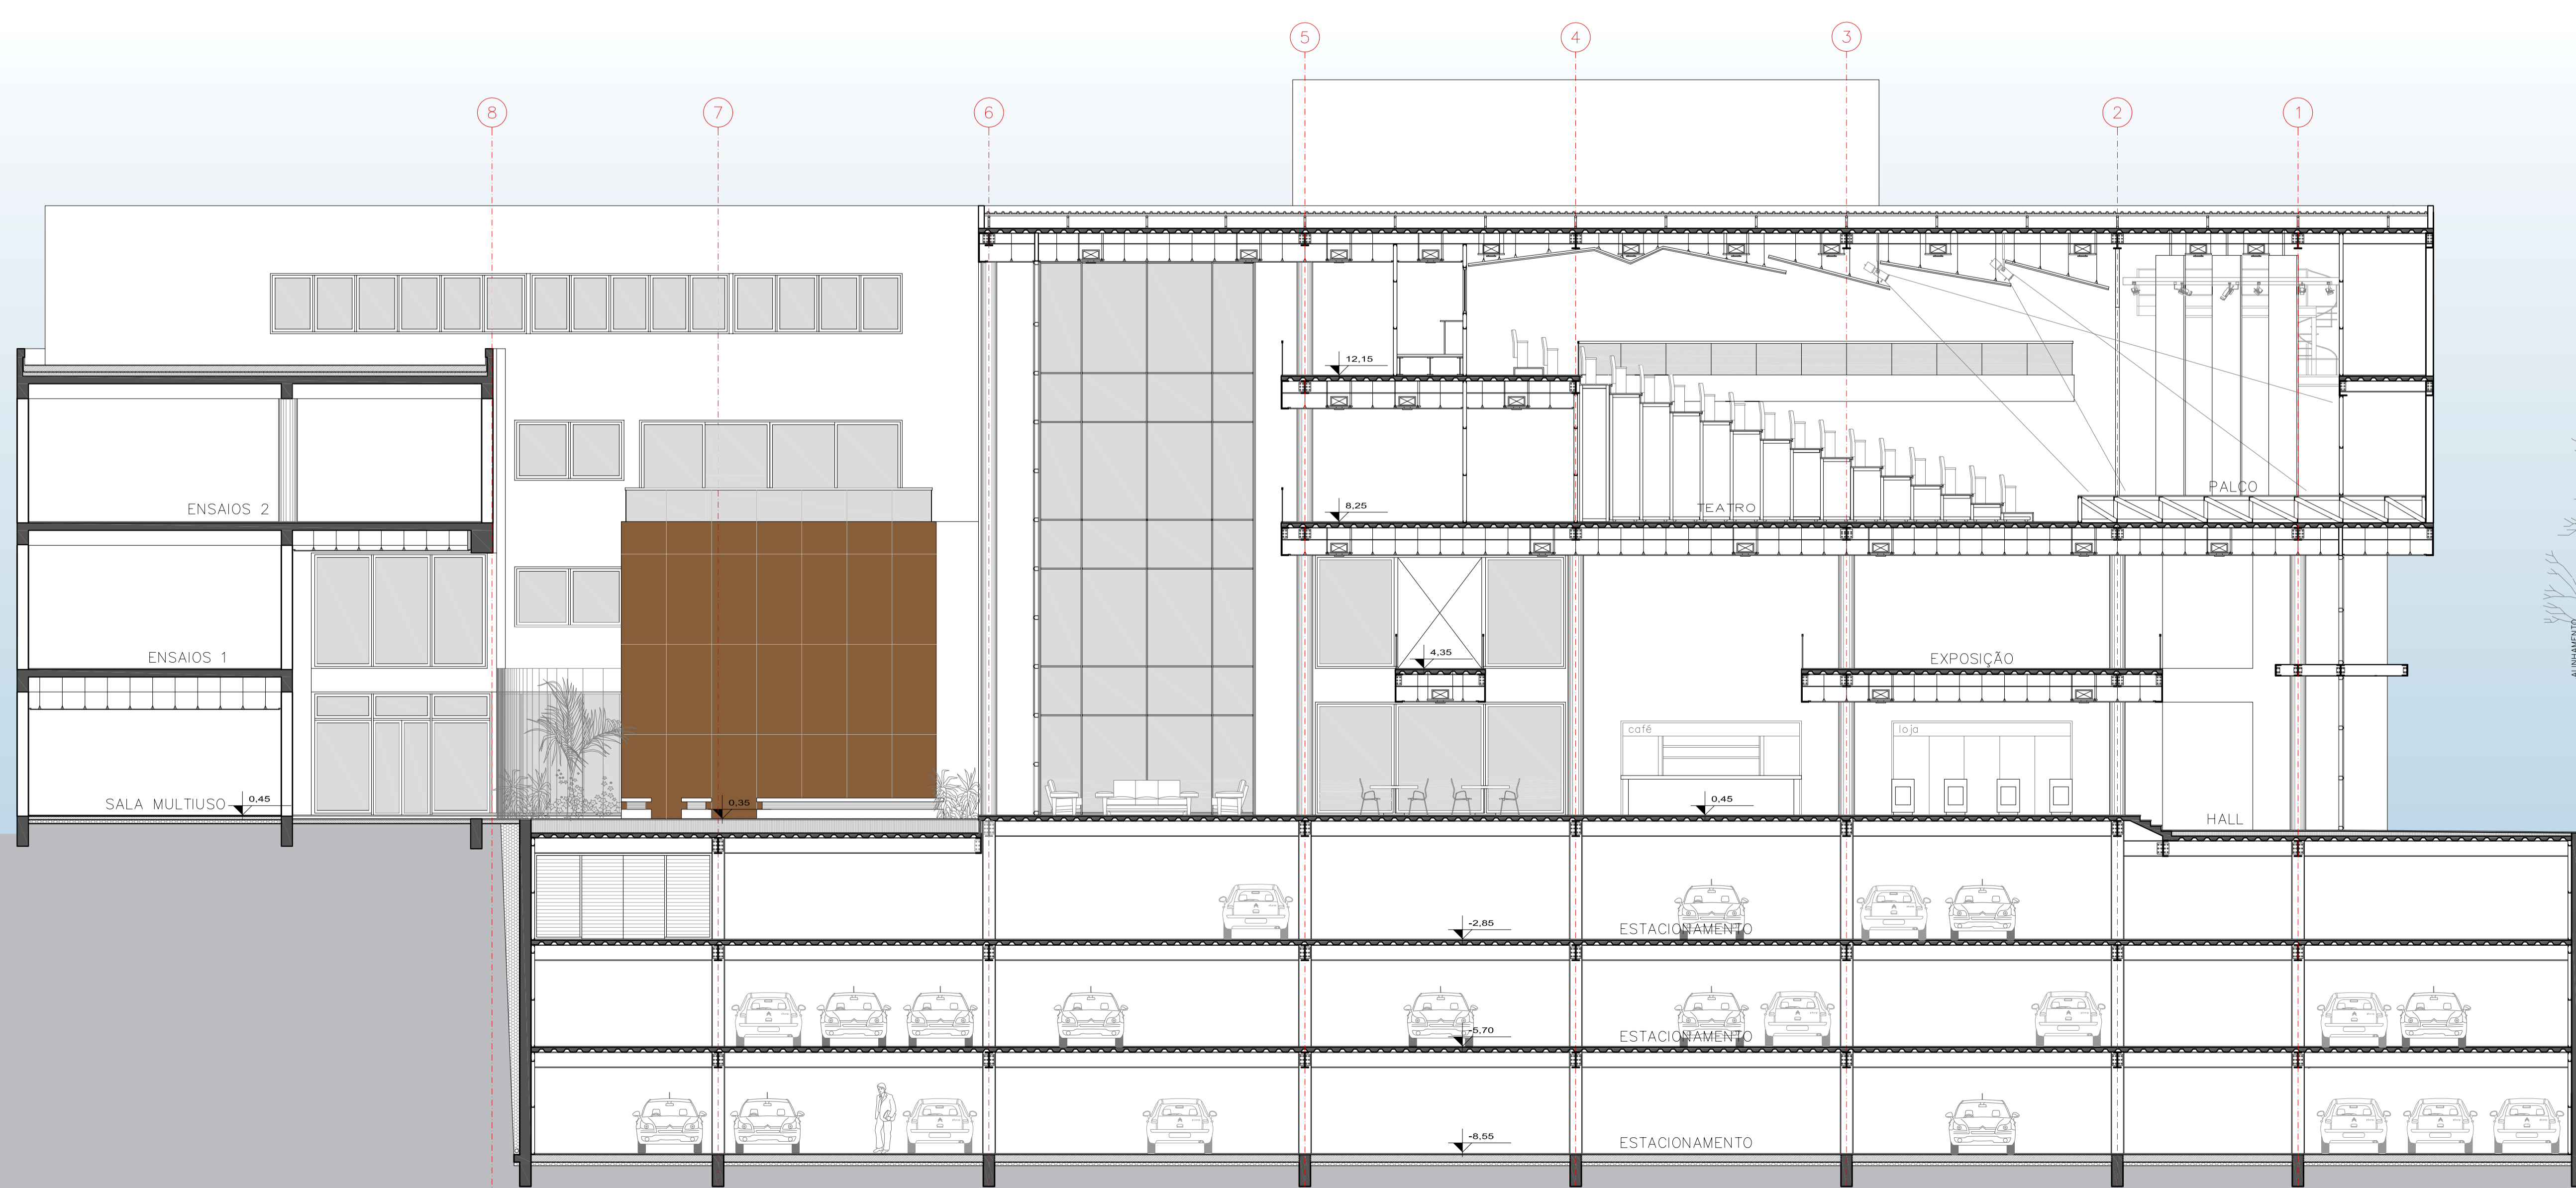 5
4
3
8
7
6
2
1
12,15
ENSAIOS 2
8,25
TEATRO
PALCO
ENSAIOS 1
4,35
EXPOSIÇÃO
ALINHAMENTO
café
loja
SALA MULTIUSO
0,45
0,35
0,45
HALL
-2,85
ESTACIONAMENTO
-5,70
ESTACIONAMENTO
-8,55
ESTACIONAMENTO